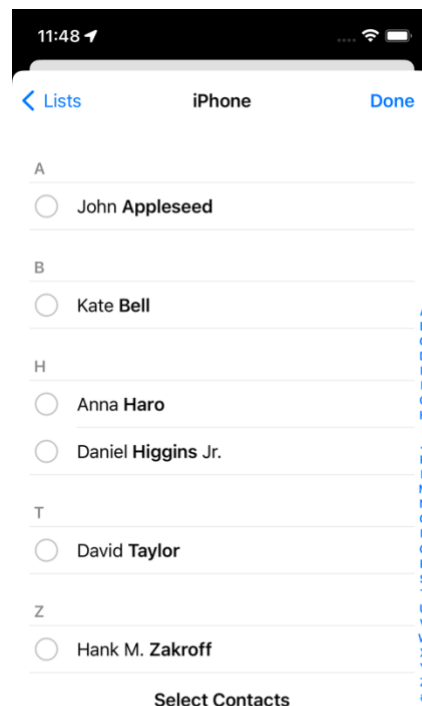 11:48
Lists iPhone Done
A
John Appleseed
B
Kate Bell
H
Anna Haro
Daniel Higgins Jr.
T
David Taylor
Z
Hank M. Zakroff
Select Contacts